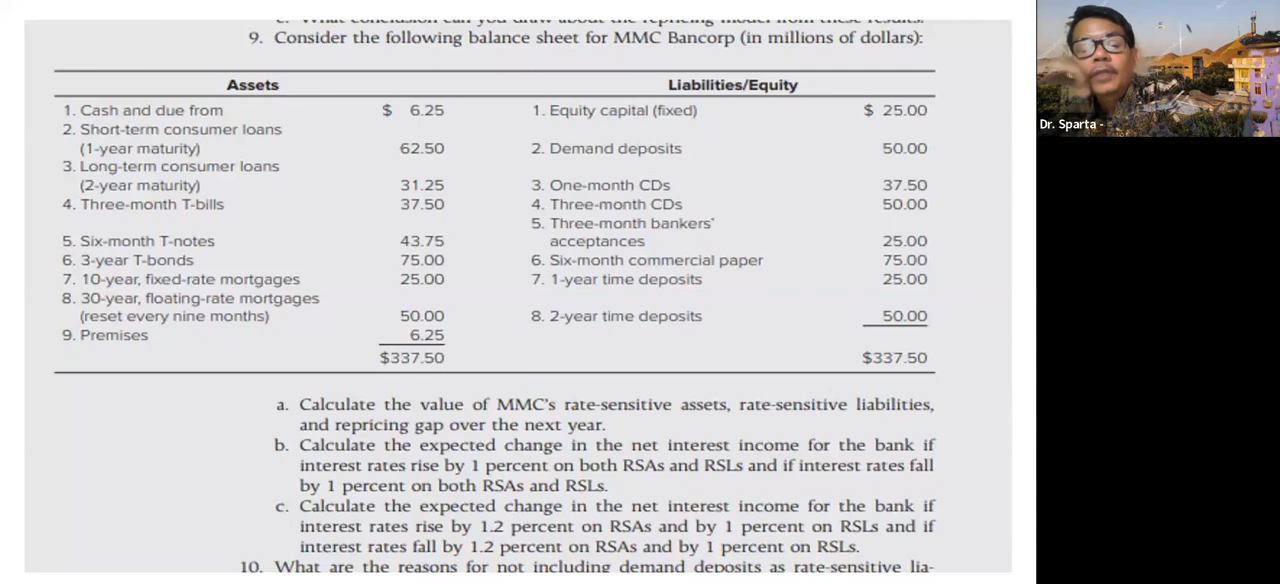 c. What conclusion can you draw about the repricing model from these results.
9. Consider the following balance sheet for MMC Bancorp (in millions of dollars):
Assets Liabilities/Equity
1. Cash and due from $ 6.25 1. Equity capital (fixed) $ 25.00
2. Short-term consumer loans
(1-year maturity) 62.50 2. Demand deposits 50.00
3. Long-term consumer loans
(2-year maturity) 31.25 3. One-month CDs 37.50
4. Three-month T-bills 37.50 4. Three-month CDs 50.00
5. Three-month bankers'
5. Six-month T-notes 43.75 acceptances 25.00
6. 3-year T-bonds 75.00 6. Six-month commercial paper 75.00
7. 10-year, fixed-rate mortgages 25.00 7. 1-year time deposits 25.00
8. 30-year, floating-rate mortgages
(reset every nine months) 50.00 8. 2-year time deposits 50.00
9. Premises 6.25
$337.50 $337.50
a. Calculate the value of MMC's rate-sensitive assets, rate-sensitive liabilities,
and repricing gap over the next year.
b. Calculate the expected change in the net interest income for the bank if
interest rates rise by 1 percent on both RSAs and RSLs and if interest rates fall
by 1 percent on both RSAs and RSLs.
c. Calculate the expected change in the net interest income for the bank if
interest rates rise by 1.2 percent on RSAs and by 1 percent on RSLs and if
interest rates fall by 1.2 percent on RSAs and by 1 percent on RSLs.
10. What are the reasons for not including demand deposits as rate-sensitive lia-
Dr. Sparta -